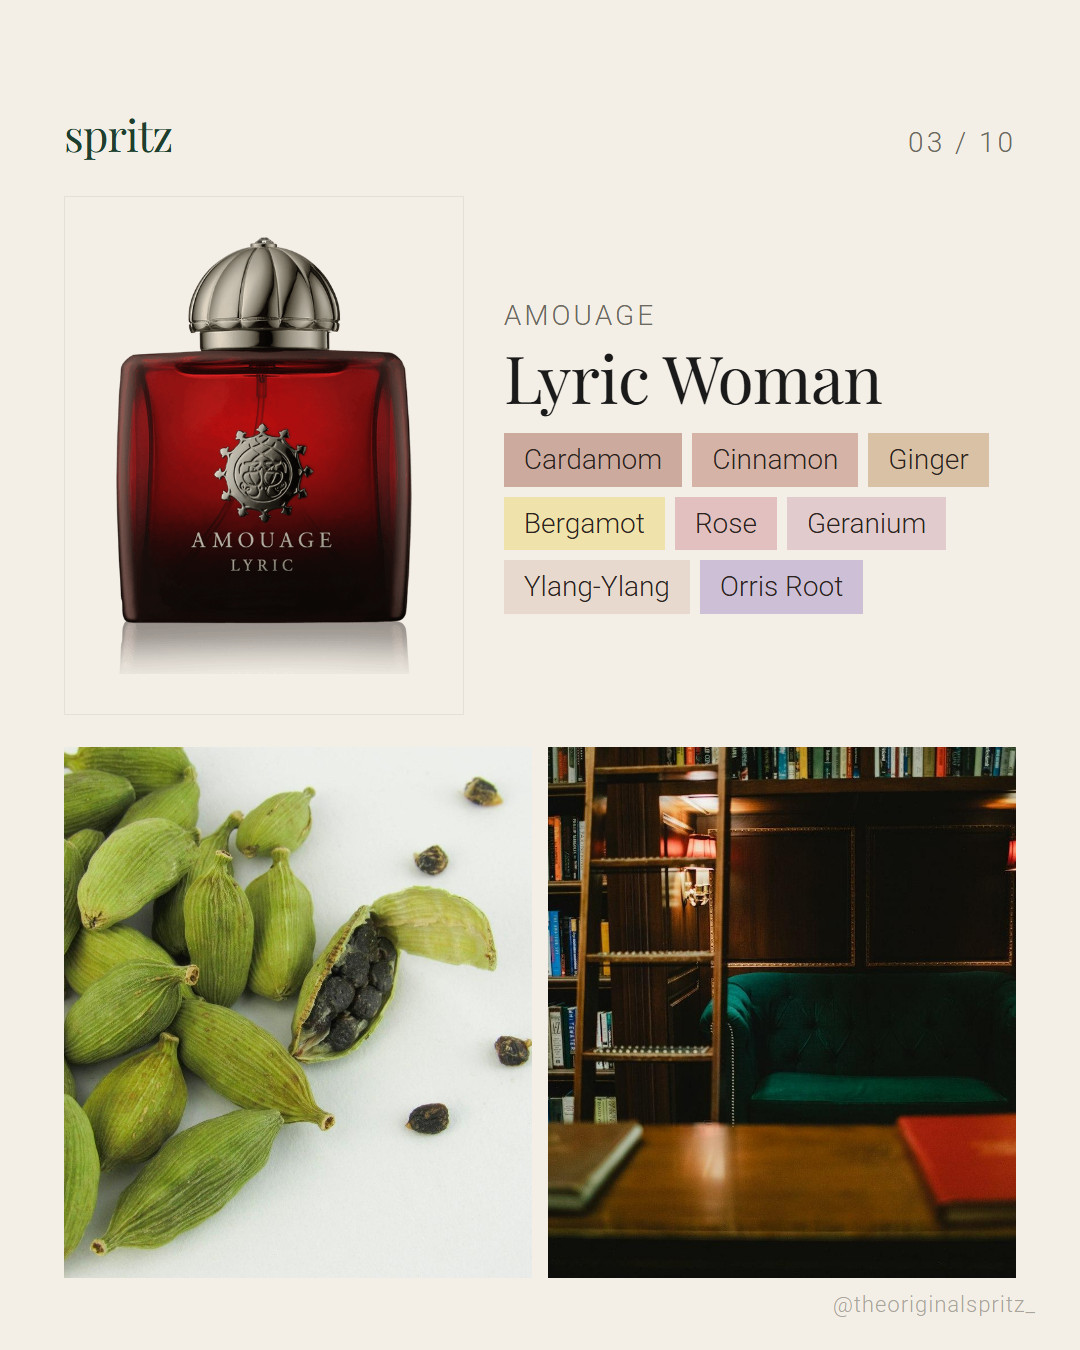 spritz
03 / 10
AMOUAGE
Lyric Woman
Cardamom
Cinnamon
Ginger
Bergamot
Rose
Geranium
Ylang-Ylang
Orris Root
AMOUAGE
LYRIC
@theoriginalspritz_